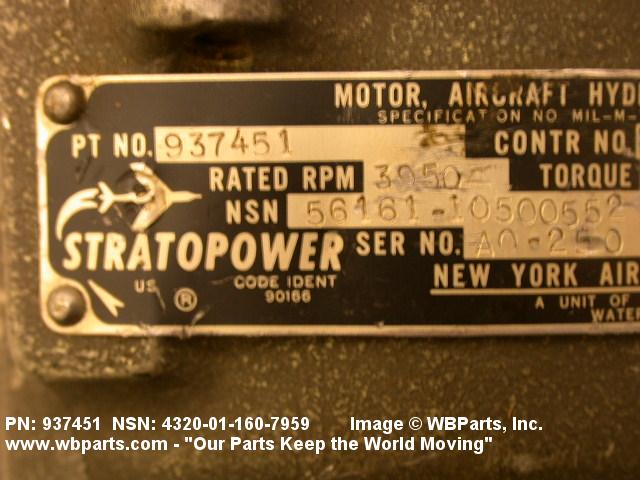 MOTOR, AIRCRAFT HYD
SPECIFICATION NO MIL-M-
PT NO. 937451 CONTR NO.
RATED RPM 3950 TORQUE
NSN 56161-10500552
STRATOPOWER SER NO. A0-250
US ® CODE IDENT
90166
NEW YORK AIR
A UNIT OF
WATER
PN: 937451 NSN: 4320-01-160-7959 Image © WBParts, Inc.
www.wbparts.com - "Our Parts Keep the World Moving"